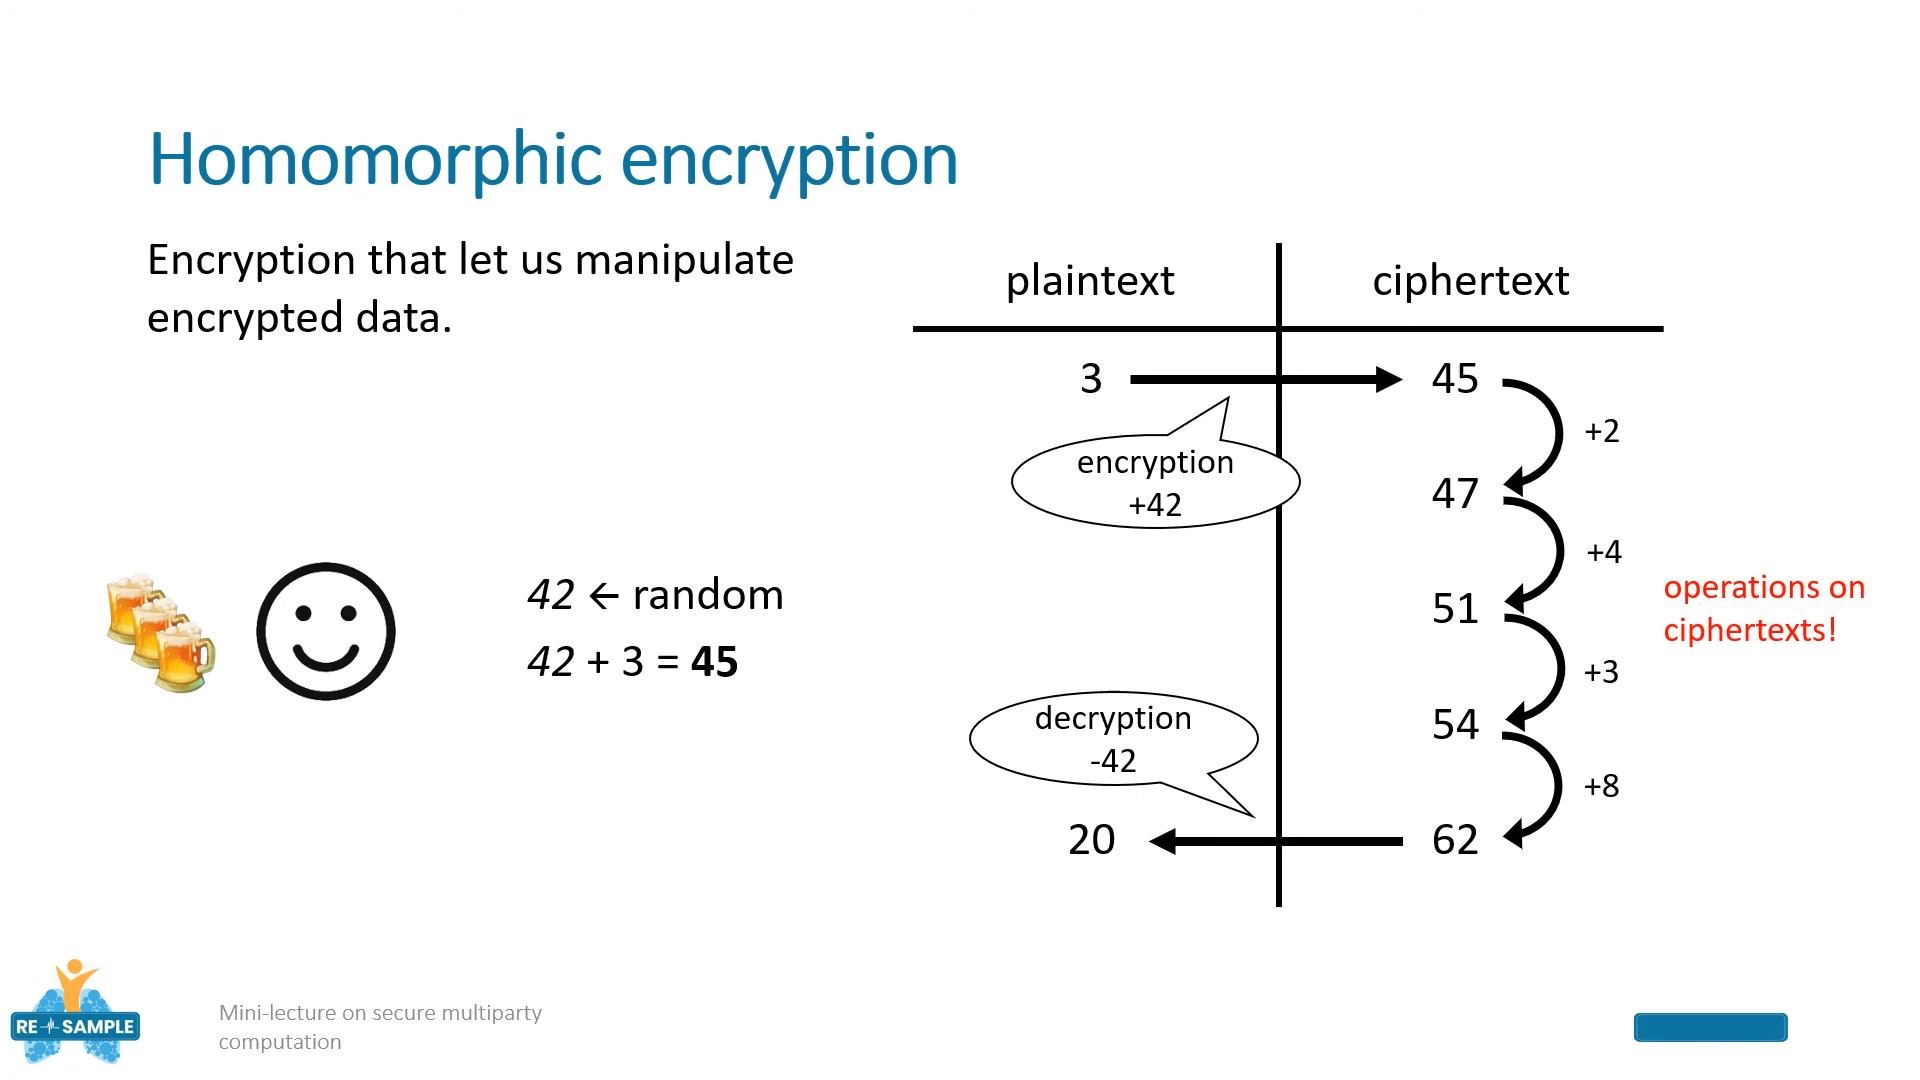 Homomorphic encryption
Encryption that let us manipulate
encrypted data.
plaintext
ciphertext
3
45
+2
encryption
+42
47
+4
42 ← random
51
operations on
ciphertexts!
42 + 3 = 45
+3
decryption
-42
54
+8
20
62
RE SAMPLE
Mini-lecture on secure multiparty
computation